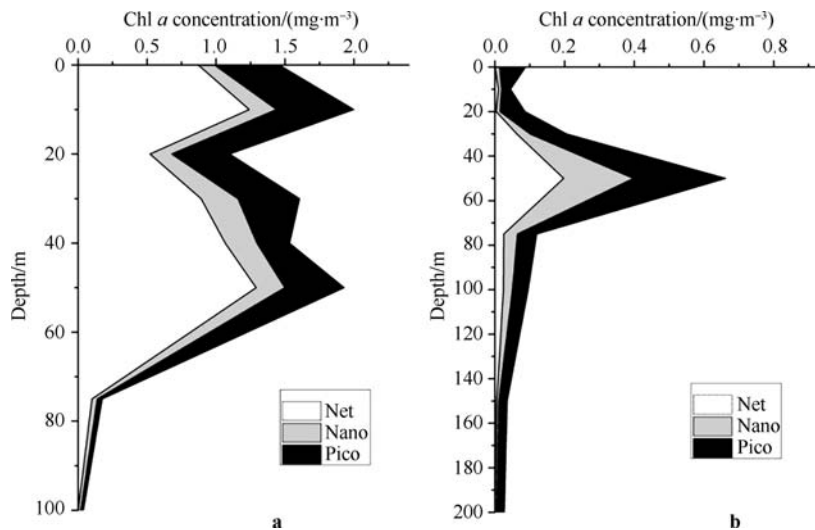 Chl a concentration/(mg·m⁻³)
0.0 0.5 1.0 1.5 2.0
0
20
40
60
80
100
Depth/m
Net
Nano
Pico
a
Chl a concentration/(mg·m⁻³)
0.0 0.2 0.4 0.6 0.8
0
20
40
60
80
100
120
150
160
180
200
Depth/m
Net
Nano
Pico
b